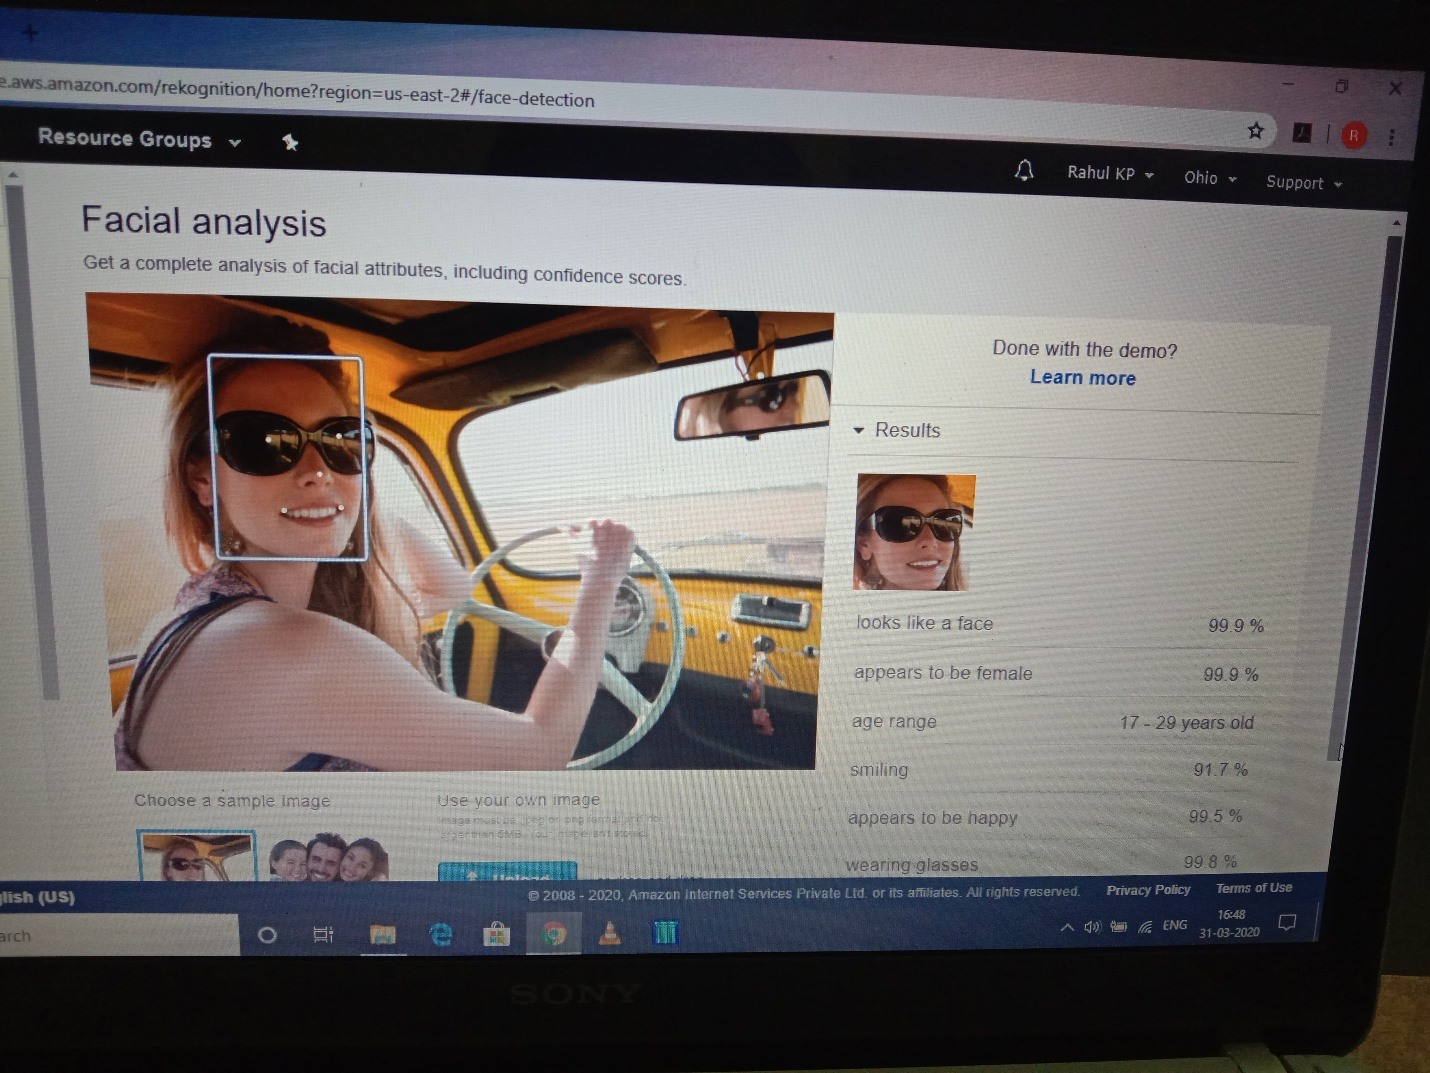 e.aws.amazon.com/rekognition/home?region=us-east-2#/face-detection
R
Resource Groups
Rahul KP
Ohio
Support
Facial analysis
Get a complete analysis of facial attributes, including confidence scores.
Done with the demo?
Learn more
Results
looks like a face 99.9 %
appears to be female 99.9 %
age range 17 - 29 years old
smiling 91.7 %
appears to be happy 99.5 %
wearing glasses 99.8 %
Choose a sample image
Use your own image
Upload
glish (US)
© 2008 - 2020, Amazon Internet Services Private Ltd. or its affiliates. All rights reserved.
Privacy Policy
Terms of Use
arch
ENG
16:48
31-03-2020
SONY